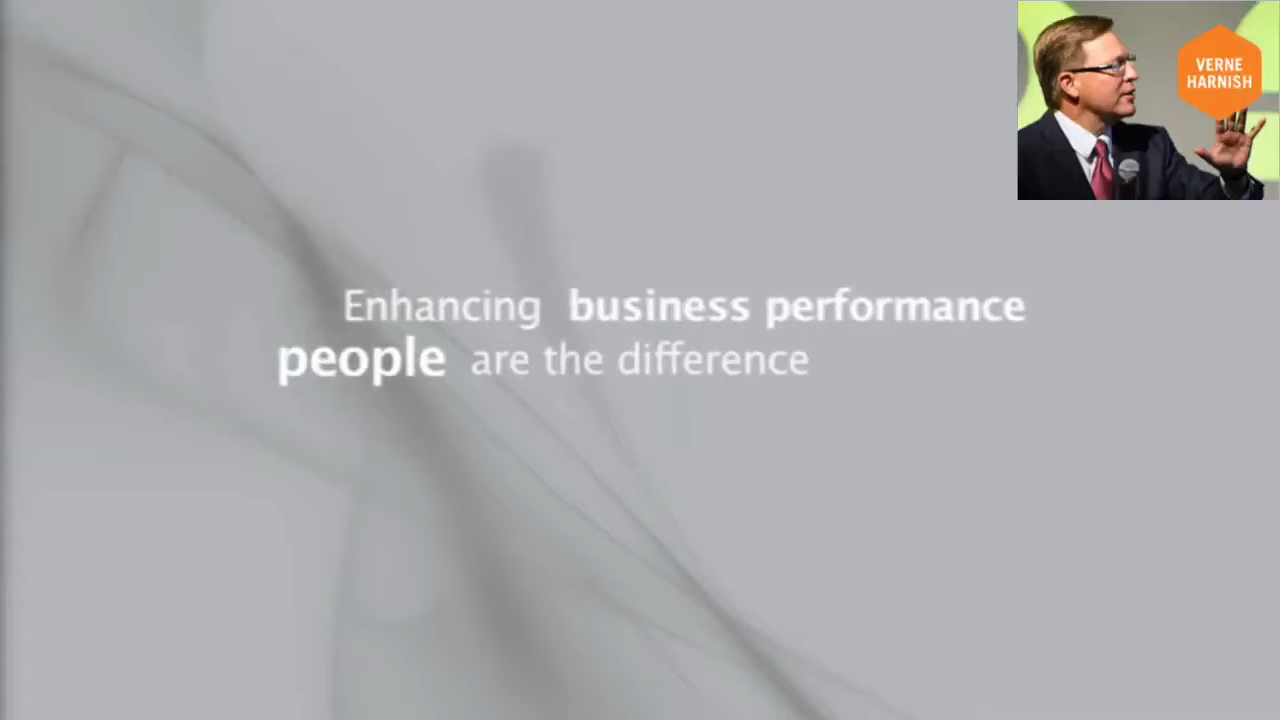 VERNE
HARNISH
Enhancing business performance
people are the difference